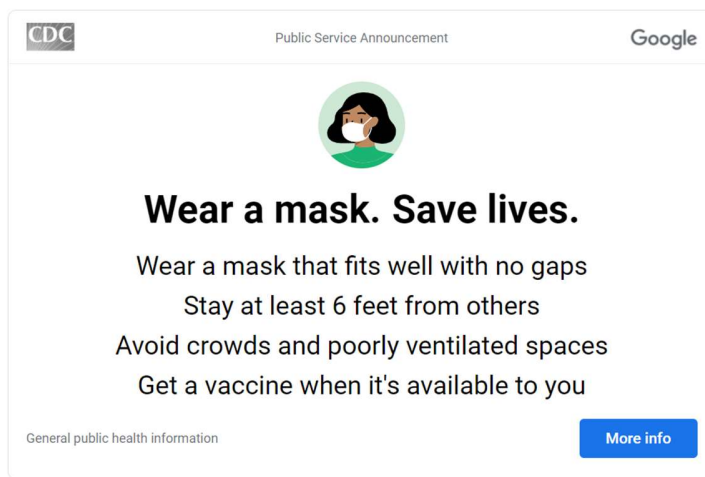 CDC
Public Service Announcement
Google
Wear a mask. Save lives.
Wear a mask that fits well with no gaps
Stay at least 6 feet from others
Avoid crowds and poorly ventilated spaces
Get a vaccine when it's available to you
General public health information
More info